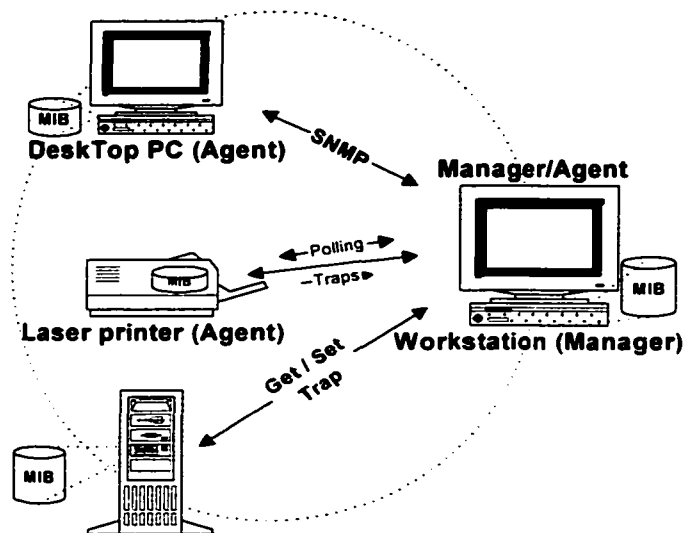 MIB
DeskTop PC (Agent)
SNMP
Manager/Agent
Polling
Traps
MIB
MIB
Laser printer (Agent)
Workstation (Manager)
Get / Set
Trap
MIB